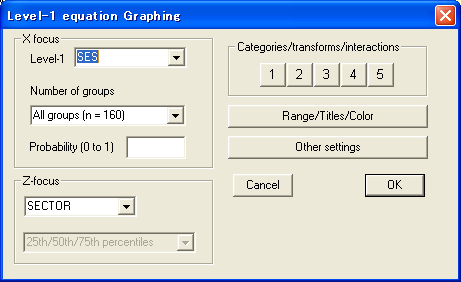 Level-1 equation Graphing
X focus
Level-1 SES
Number of groups
All groups (n = 160)
Probability (0 to 1)
Z-focus
SECTOR
25th/50th/75th percentiles
Categories/transforms/interactions
1 2 3 4 5
Range/Titles/Color
Other settings
Cancel OK